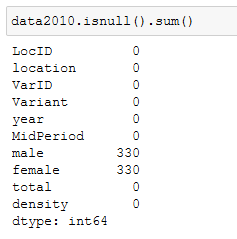 data2010.isnull().sum()
LocID 0
location 0
VarID 0
Variant 0
year 0
MidPeriod 0
male 330
female 330
total 0
density 0
dtype: int64